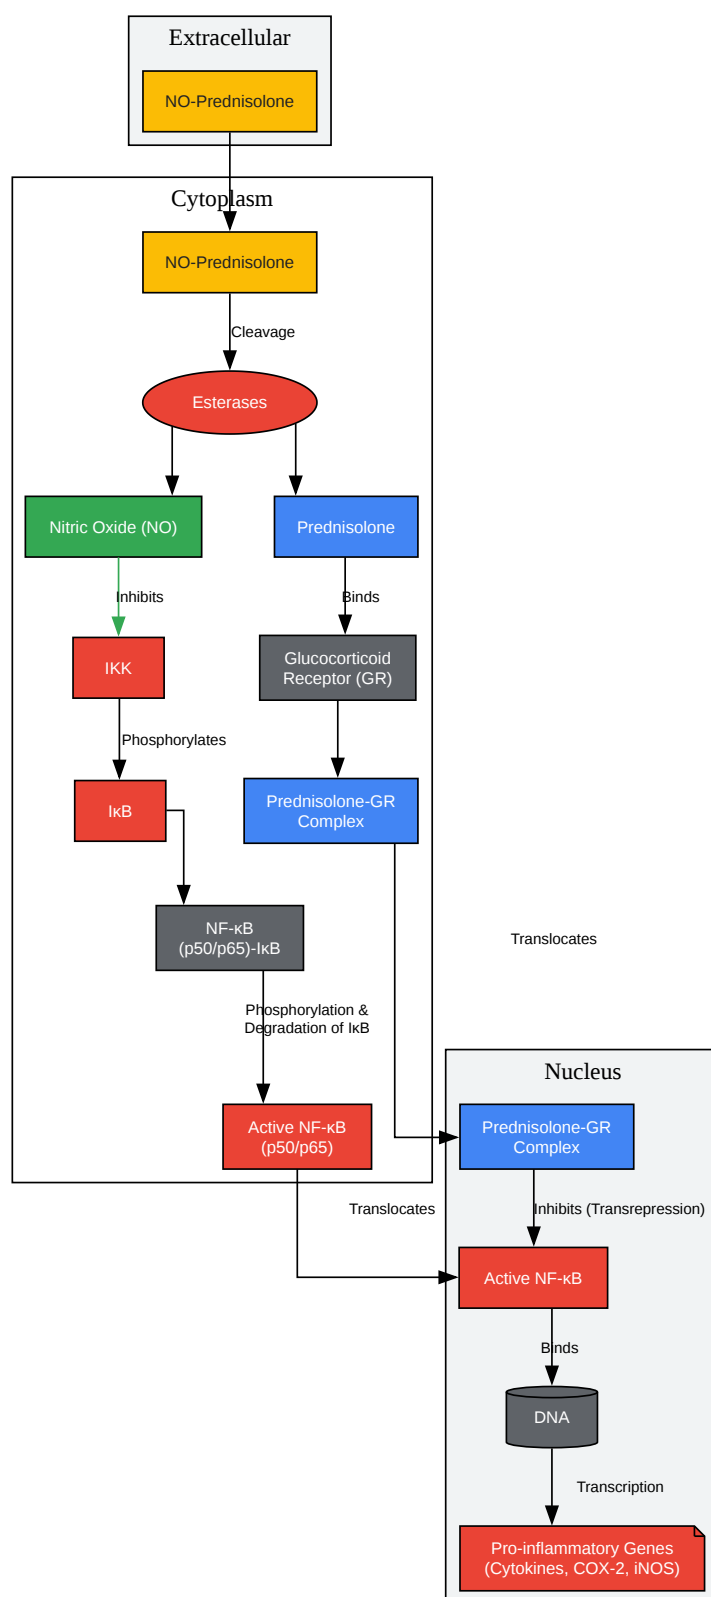 Extracellular
NO-Prednisolone
Cytoplasm
NO-Prednisolone
Cleavage
Esterases
Nitric Oxide (NO)
Prednisolone
Inhibits
Binds
IKK
Glucocorticoid
Receptor (GR)
Phosphorylates
IκB
Prednisolone-GR
Complex
NF-κB
(p50/p65)-IκB
Translocates
Phosphorylation &
Degradation of IκB
Nucleus
Active NF-κB
(p50/p65)
Prednisolone-GR
Complex
Translocates
Inhibits (Transrepression)
Active NF-κB
Binds
DNA
Transcription
Pro-inflammatory Genes
(Cytokines, COX-2, iNOS)